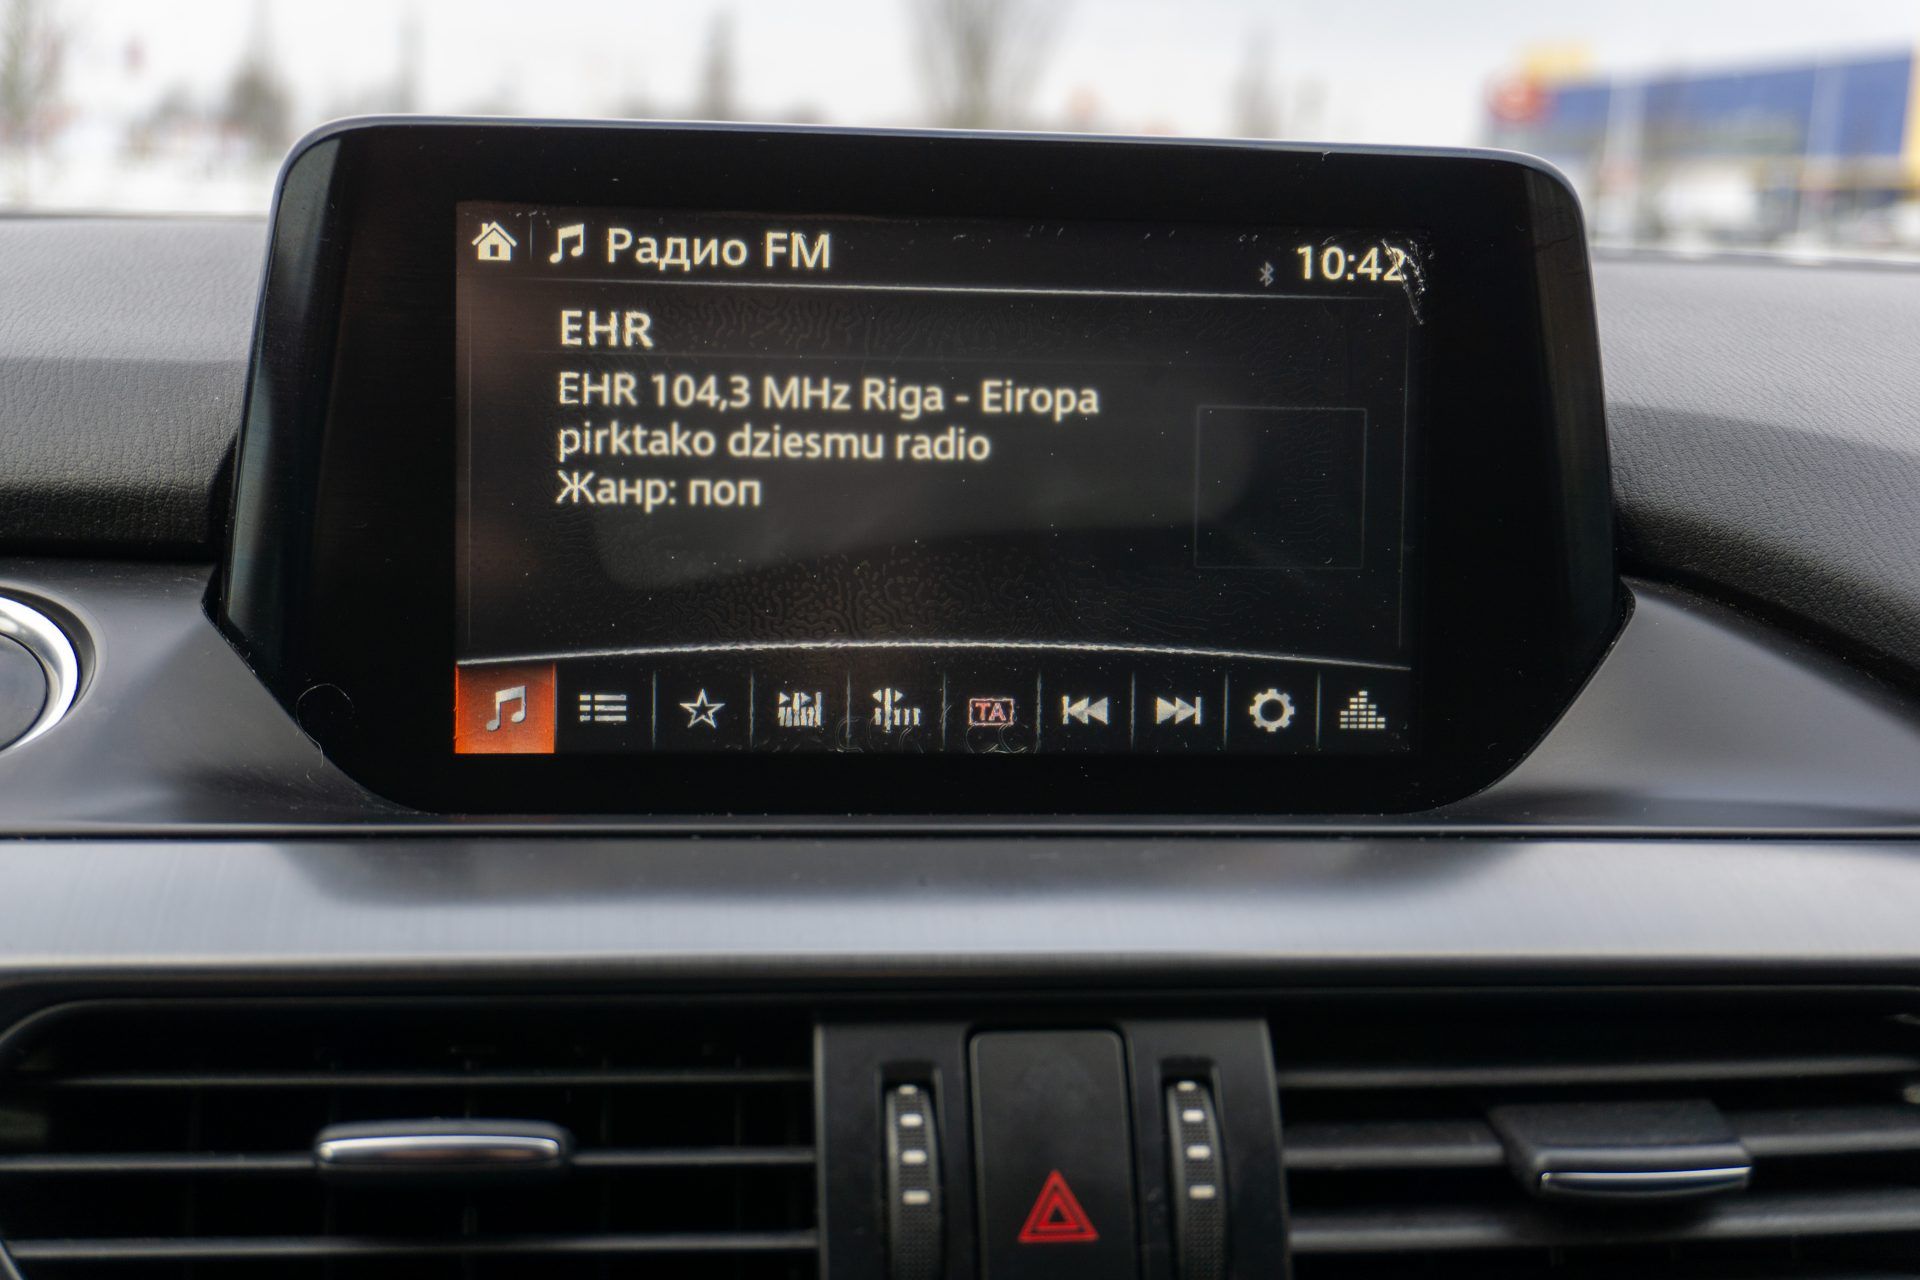 Радио FM
10:42
EHR
EHR 104,3 MHz Riga - Eiropa
pirktako dziesmu radio
Жанр: поп
TA